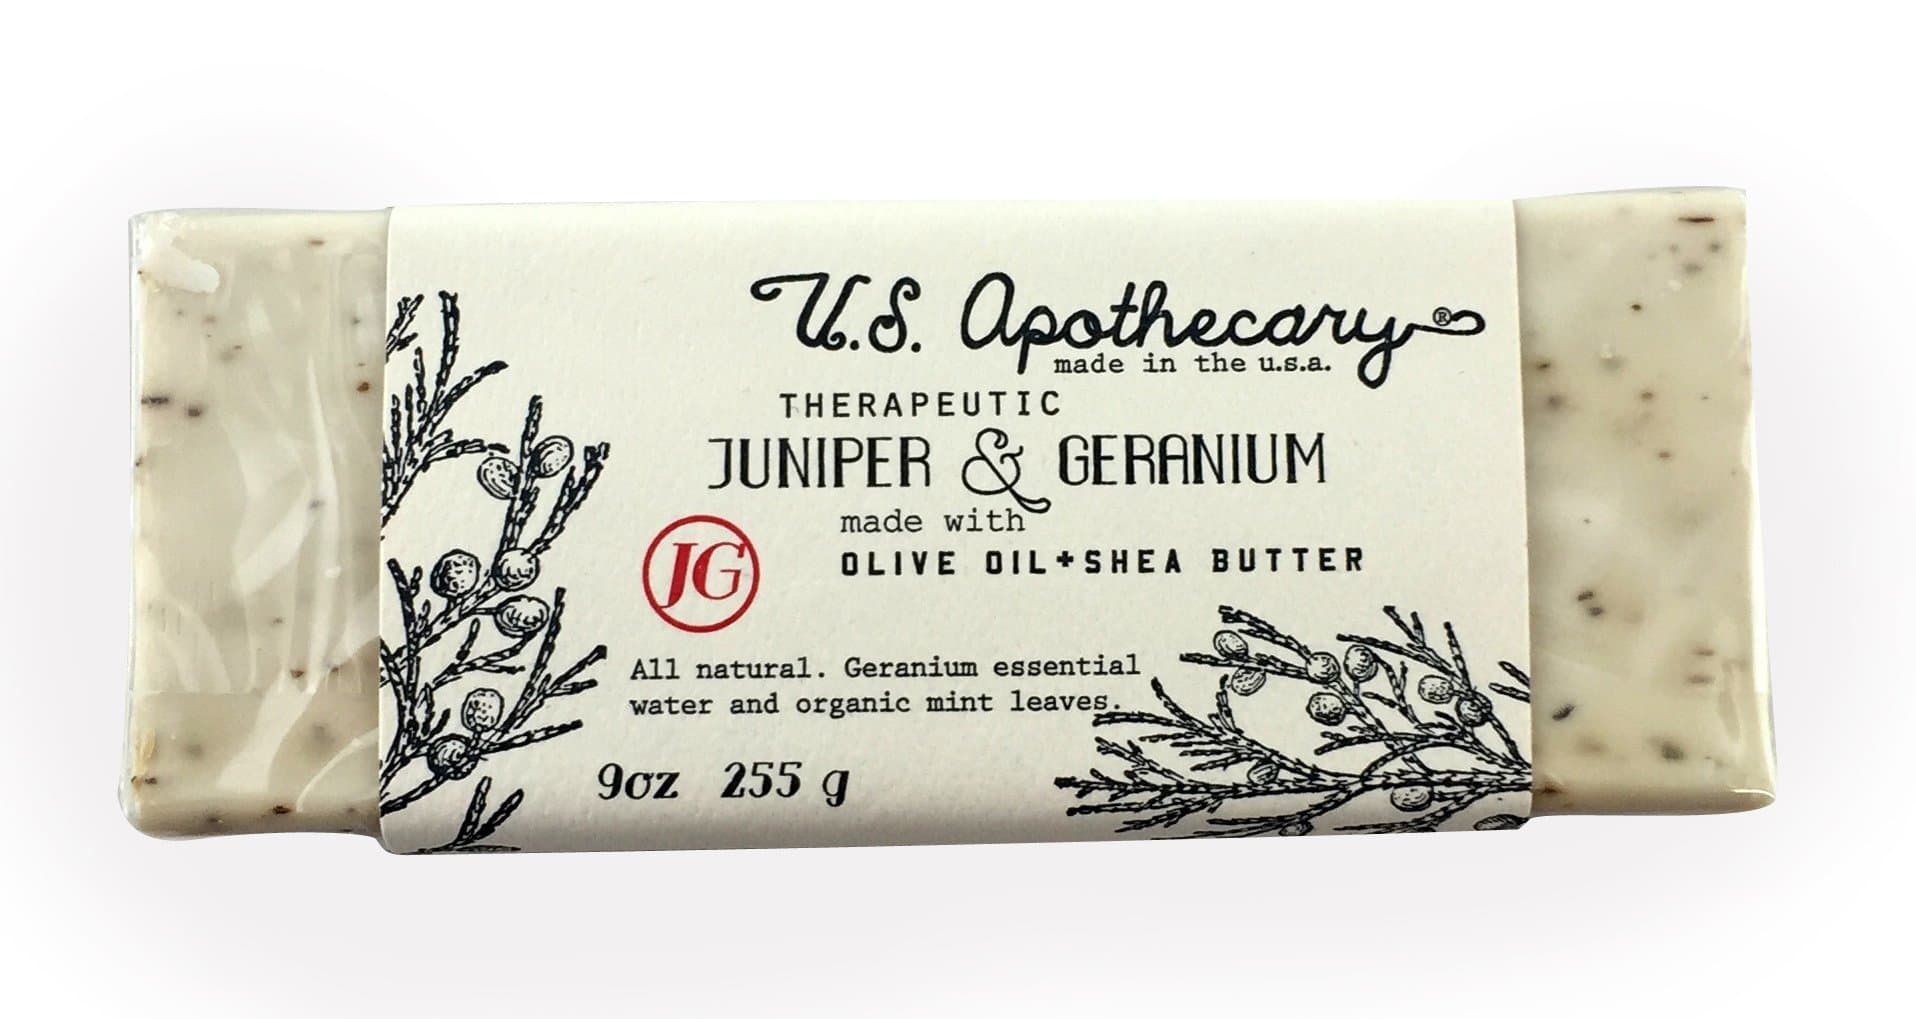 U.S. Apothecary®
made in the u.s.a.
THERAPEUTIC
JUNIPER & GERANIUM
made with
OLIVE OIL+SHEA BUTTER
JG
All natural. Geranium essential
water and organic mint leaves.
9oz 255 g